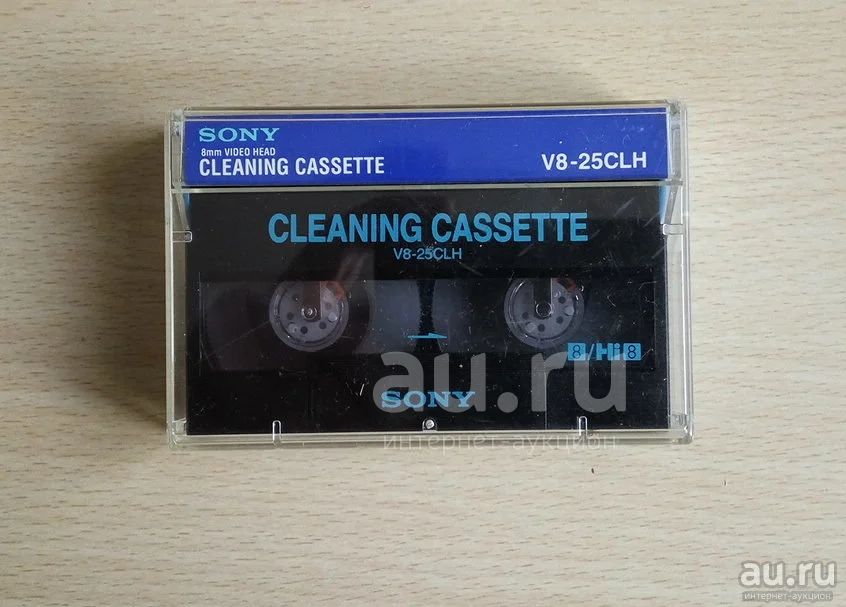 SONY
8mm VIDEO HEAD
CLEANING CASSETTE
V8-25CLH
CLEANING CASSETTE
V8-25CLH
8/Hi8
au.ru
SONY
интернет-аукцион
au.ru
интернет-аукцион